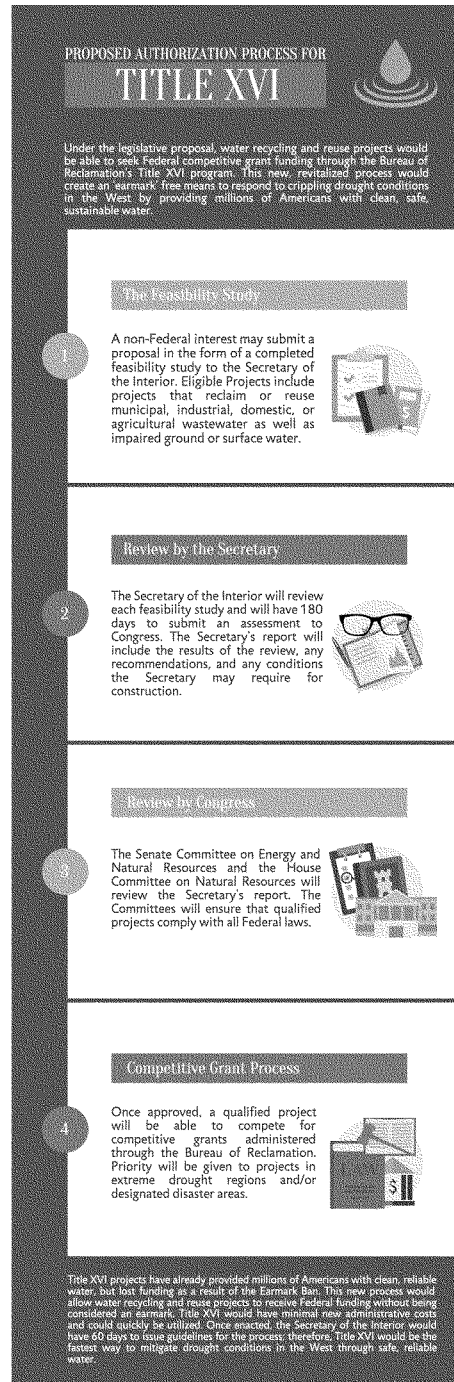 PROPOSED AUTHORIZATION PROCESS FOR
TITLE XVI
Under the legislative proposal, water recycling and reuse projects would
be able to seek Federal competitive grant funding through the Bureau of
Reclamation's Title XVI program. This new, revitalized process would
create an 'earmark' free means to respond to crippling drought conditions
in the West by providing millions of Americans with clean, safe,
sustainable water.
The Feasibility Study
1
A non-Federal interest may submit a
proposal in the form of a completed
feasibility study to the Secretary of
the Interior. Eligible Projects include
projects that reclaim or reuse
municipal, industrial, domestic, or
agricultural wastewater as well as
impaired ground or surface water.
Review by the Secretary
2
The Secretary of the Interior will review
each feasibility study and will have 180
days to submit an assessment to
Congress. The Secretary's report will
include the results of the review, any
recommendations, and any conditions
the Secretary may require for
construction.
Review by Congress
3
The Senate Committee on Energy and
Natural Resources and the House
Committee on Natural Resources will
review the Secretary's report. The
Committees will ensure that qualified
projects comply with all Federal laws.
Competitive Grant Process
4
Once approved, a qualified project
will be able to compete for
competitive grants administered
through the Bureau of Reclamation.
Priority will be given to projects in
extreme drought regions and/or
designated disaster areas.
LAW
$
Title XVI projects have already provided millions of Americans with clean, reliable
water, but lost funding as a result of the Earmark Ban. This new process would
allow water recycling and reuse projects to receive Federal funding without being
considered an earmark. Title XVI would have minimal new administrative costs
and could quickly be utilized. Once enacted, the Secretary of the Interior would
have 60 days to issue guidelines for the process; therefore, Title XVI would be the
fastest way to mitigate drought conditions in the West through safe, reliable
water.